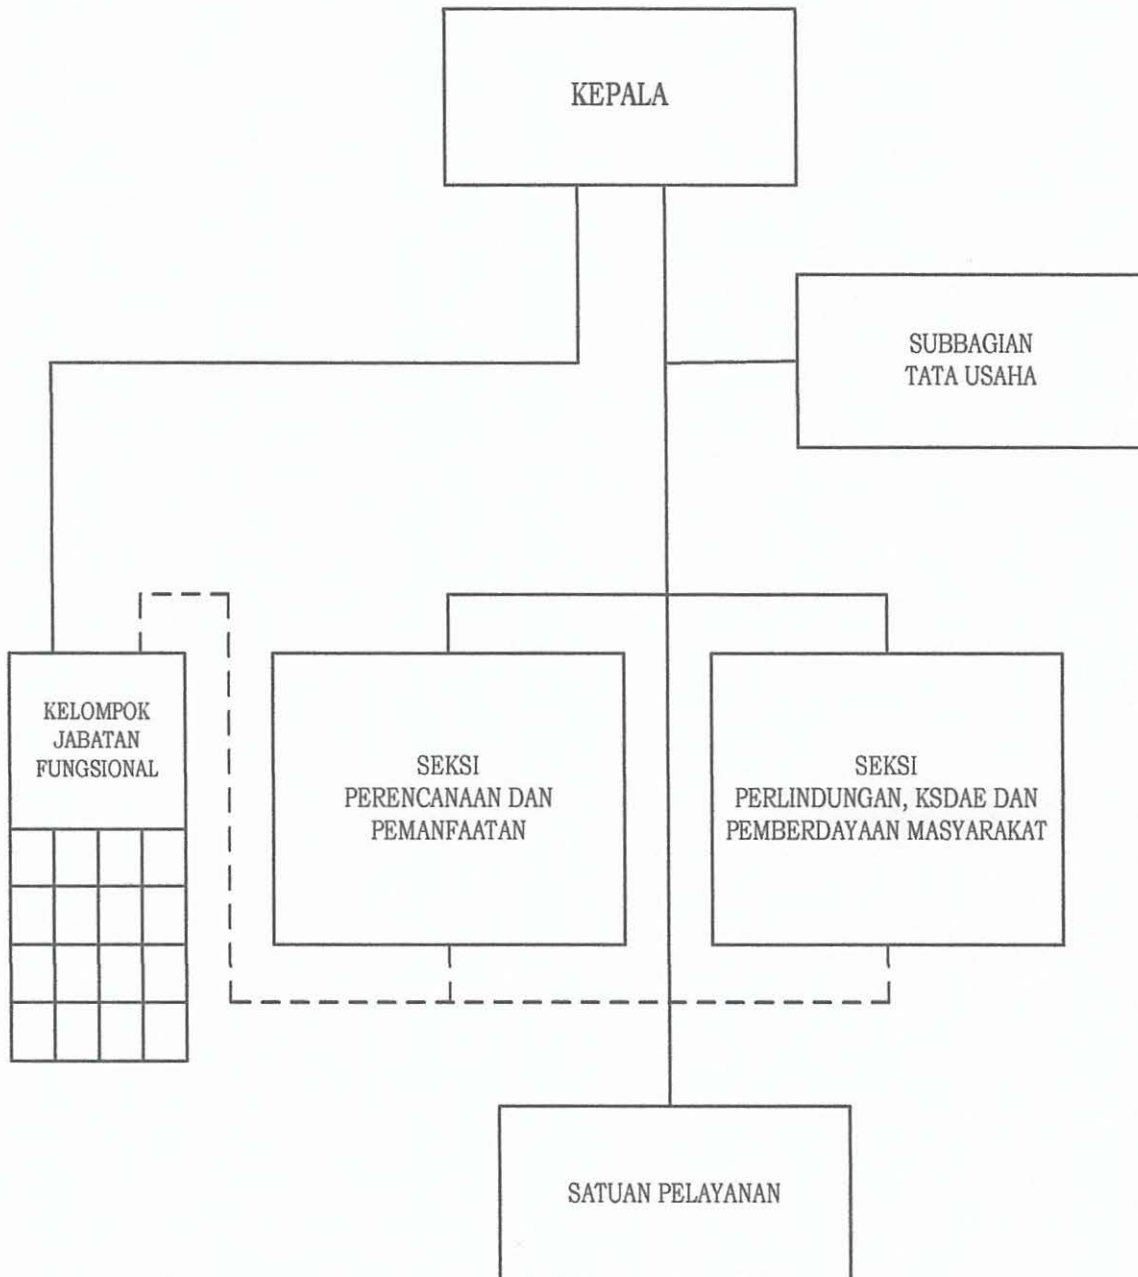 KEPALA
SUBBAGIAN
TATA USAHA
KELOMPOK
JABATAN
FUNGSIONAL
SEKSI
PERENCANAAN DAN
PEMANFAATAN
SEKSI
PERLINDUNGAN, KSDAE DAN
PEMBERDAYAAN MASYARAKAT
SATUAN PELAYANAN